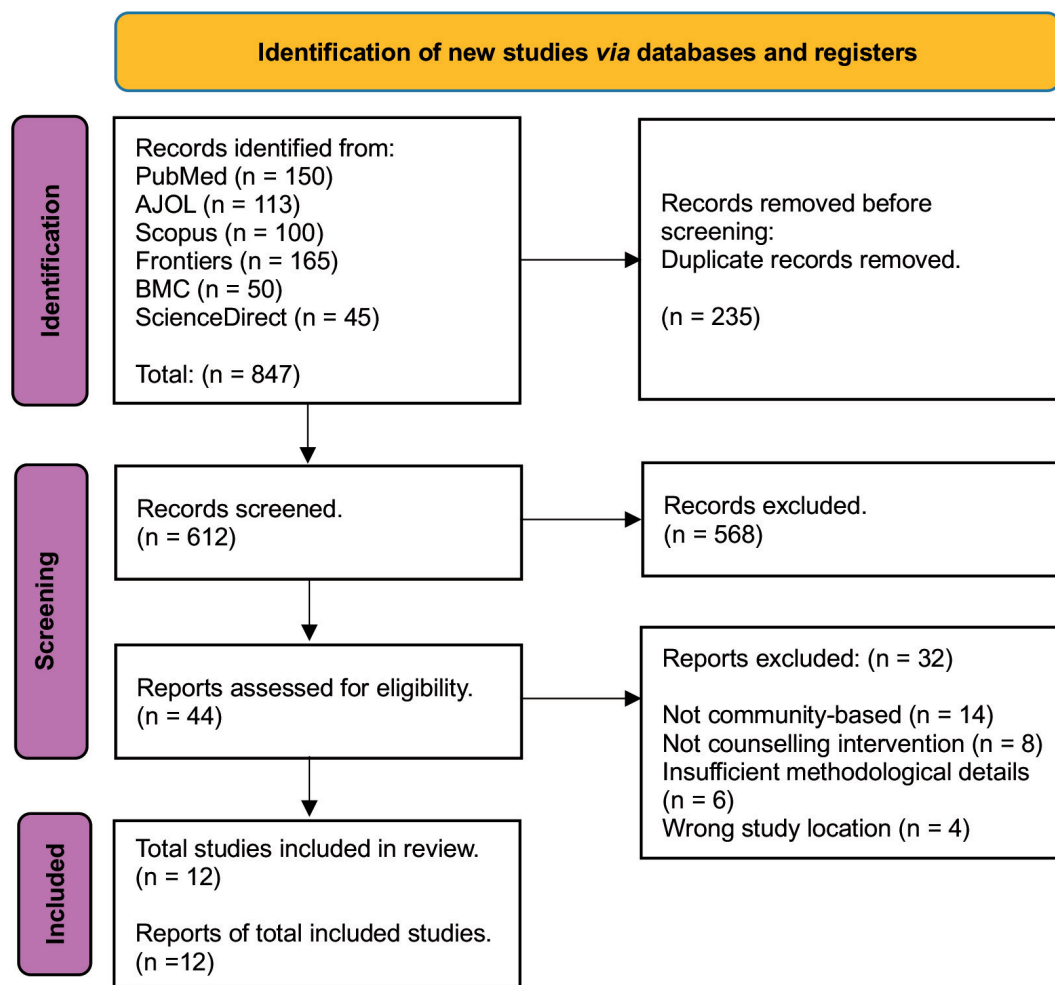 Identification of new studies via databases and registers
Identification
Records identified from:
PubMed (n = 150)
AJOL (n = 113)
Scopus (n = 100)
Frontiers (n = 165)
BMC (n = 50)
ScienceDirect (n = 45)
Total: (n = 847)
Records removed before
screening:
Duplicate records removed.
(n = 235)
Screening
Records screened.
(n = 612)
Records excluded.
(n = 568)
Reports assessed for eligibility.
(n = 44)
Reports excluded: (n = 32)
Not community-based (n = 14)
Not counselling intervention (n = 8)
Insufficient methodological details
(n = 6)
Wrong study location (n = 4)
Included
Total studies included in review.
(n = 12)
Reports of total included studies.
(n =12)